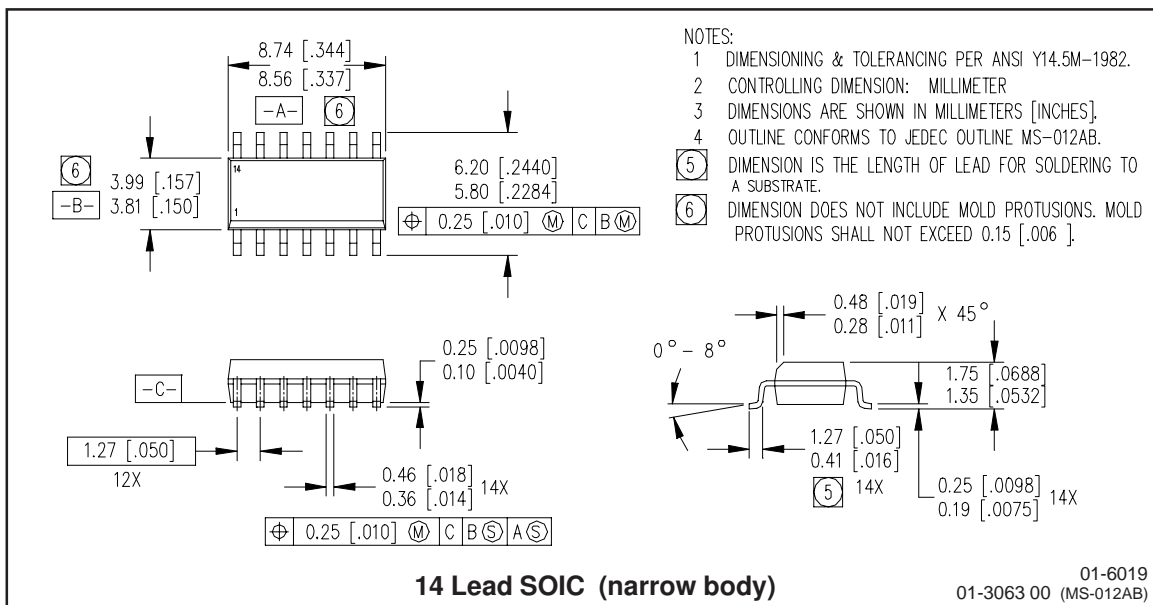 8.74 [.344]
8.56 [.337]
-A- 6
14
1
6
-B-
3.99 [.157]
3.81 [.150]
6.20 [.2440]
5.80 [.2284]
⌖ 0.25 [.010] Ⓜ C B Ⓜ
NOTES:
1 DIMENSIONING & TOLERANCING PER ANSI Y14.5M-1982.
2 CONTROLLING DIMENSION: MILLIMETER
3 DIMENSIONS ARE SHOWN IN MILLIMETERS [INCHES].
4 OUTLINE CONFORMS TO JEDEC OUTLINE MS-012AB.
5 DIMENSION IS THE LENGTH OF LEAD FOR SOLDERING TO
A SUBSTRATE.
6 DIMENSION DOES NOT INCLUDE MOLD PROTUSIONS. MOLD
PROTUSIONS SHALL NOT EXCEED 0.15 [.006 ].
-C-
0.25 [.0098]
0.10 [.0040]
1.27 [.050]
12X
0.46 [.018]
0.36 [.014] 14X
⌖ 0.25 [.010] Ⓜ C B Ⓢ A Ⓢ
0.48 [.019]
0.28 [.011] X 45°
0°- 8°
1.75 [.0688]
1.35 [.0532]
1.27 [.050]
0.41 [.016]
5 14X
0.25 [.0098]
0.19 [.0075] 14X
14 Lead SOIC (narrow body)
01-6019
01-3063 00 (MS-012AB)